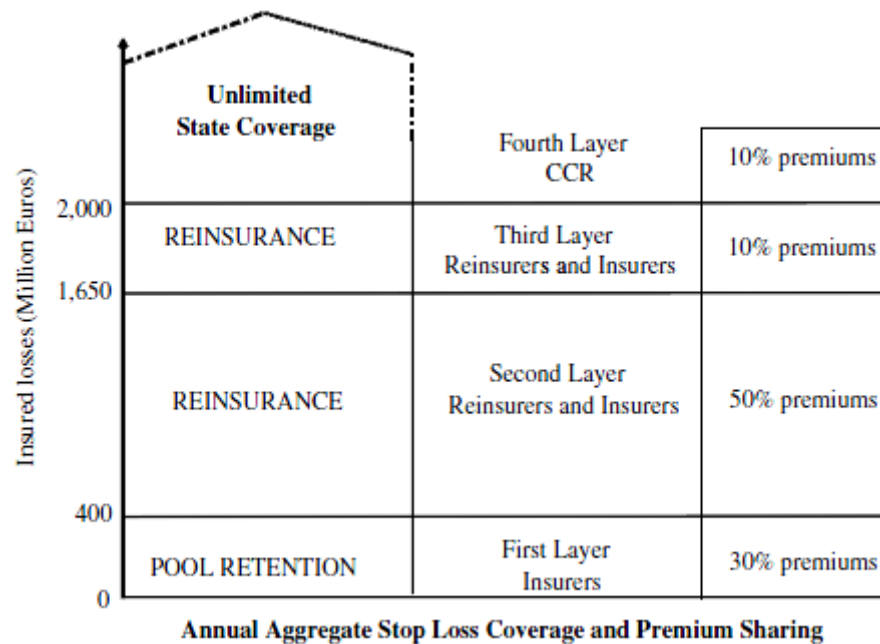 Unlimited
State Coverage
Fourth Layer
CCR
10% premiums
2,000
REINSURANCE
Third Layer
Reinsurers and Insurers
10% premiums
1,650
REINSURANCE
Second Layer
Reinsurers and Insurers
50% premiums
400
POOL RETENTION
First Layer
Insurers
30% premiums
0
Insured losses (Million Euros)
Annual Aggregate Stop Loss Coverage and Premium Sharing